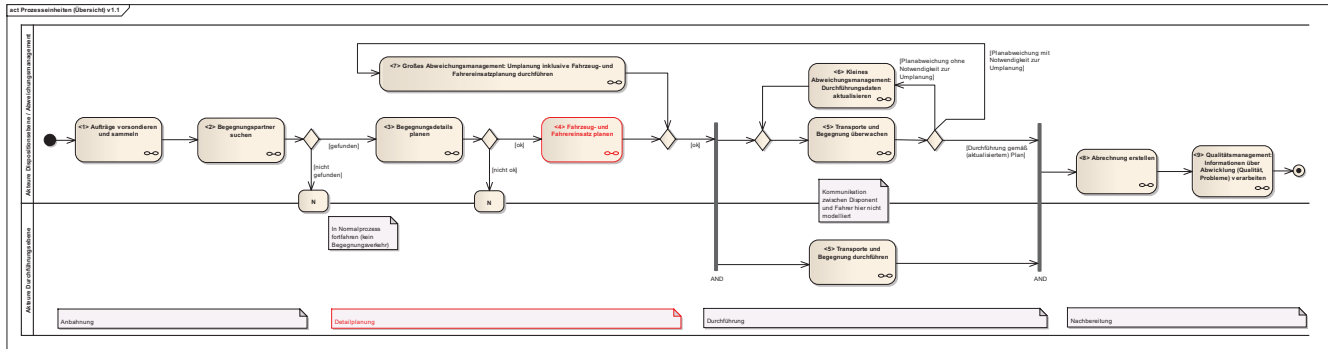 act Prozesseinheiten (Übersicht) v1.1
Akteure Dispositionsebene / Abweichungsmanagement
<7> Großes Abweichungsmanagement: Umplanung inklusive Fahrzeug- und
Fahrereinsatzplanung durchführen
<6> Kleines
Abweichungsmanagement:
Durchführungsdaten
aktualisieren
[Planabweichung ohne
Notwendigkeit zur
Umplanung]
[Planabweichung mit
Notwendigkeit zur
Umplanung]
<1> Aufträge vorsondieren
und sammeln
<2> Begegnungspartner
suchen
[gefunden]
[nicht
gefunden]
<3> Begegnungsdetails
planen
[ok]
[nicht ok]
<4> Fahrzeug- und
Fahrereinsatz planen
[ok]
<5> Transporte und
Begegnung überwachen
[Durchführung gemäß
(aktualisiertem) Plan]
<8> Abrechnung erstellen
<9> Qualitätsmanagement:
Informationen über
Abwicklung (Qualität,
Probleme) verarbeiten
N
N
Kommunikation
zwischen Disponent
und Fahrer hier nicht
modelliert
Akteure Durchführungsebene
In Normalprozess
fortfahren (kein
Begegnungsverkehr)
<5> Transporte und
Begegnung durchführen
AND
AND
Anbahnung
Detailplanung
Durchführung
Nachbereitung